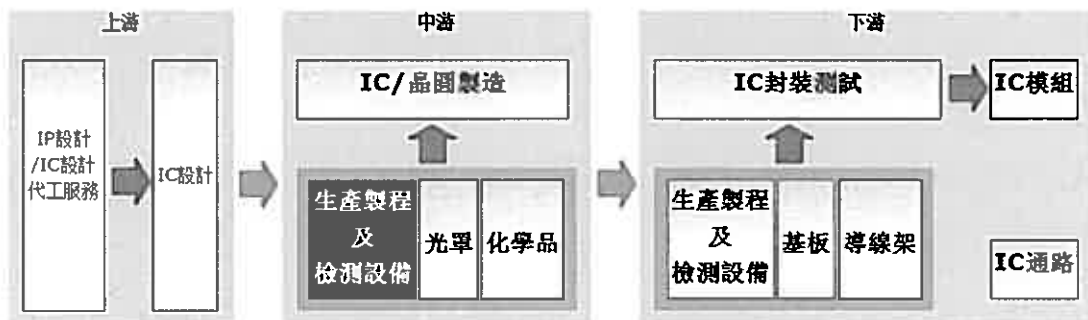 上游
IP設計
/IC設計
代工服務
IC設計
中游
IC/晶圓製造
生產製程
及
檢測設備
光罩
化學品
下游
IC封裝測試
IC模組
生產製程
及
檢測設備
基板
導線架
IC通路